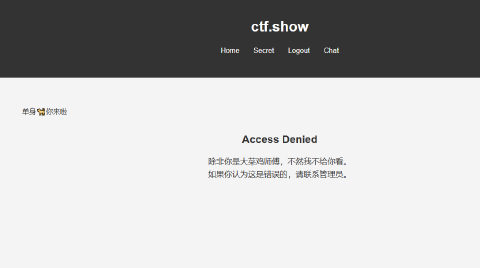 ctf.show
Home Secret Logout Chat
单身🐕你来啦
Access Denied
除非你是大菜鸡师傅，不然我不给你看。
如果你认为这是错误的，请联系管理员。